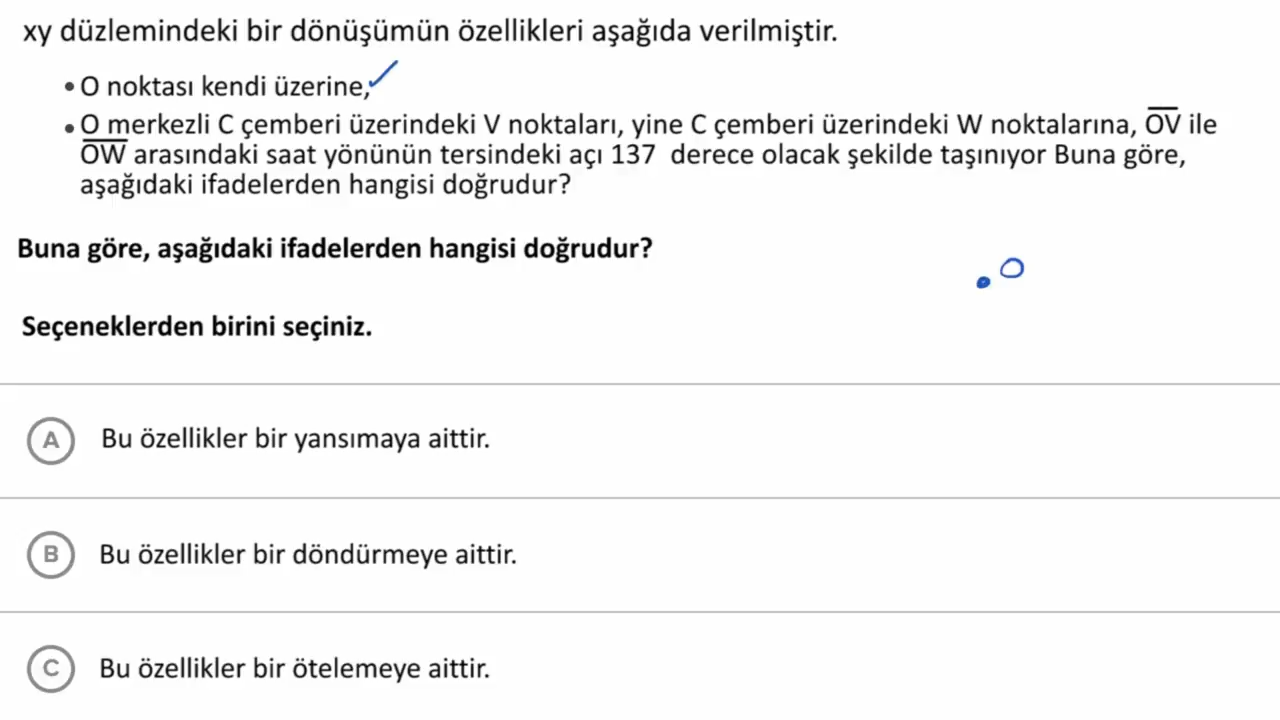 xy düzlemindeki bir dönüşümün özellikleri aşağıda verilmiştir.
• O noktası kendi üzerine,
• O merkezli C çemberi üzerindeki V noktaları, yine C çemberi üzerindeki W noktalarına, OV ile
OW arasındaki saat yönünün tersindeki açı 137 derece olacak şekilde taşınıyor Buna göre,
aşağıdaki ifadelerden hangisi doğrudur?
Buna göre, aşağıdaki ifadelerden hangisi doğrudur?
O
Seçeneklerden birini seçiniz.
A Bu özellikler bir yansımaya aittir.
B Bu özellikler bir döndürmeye aittir.
C Bu özellikler bir ötelemeye aittir.